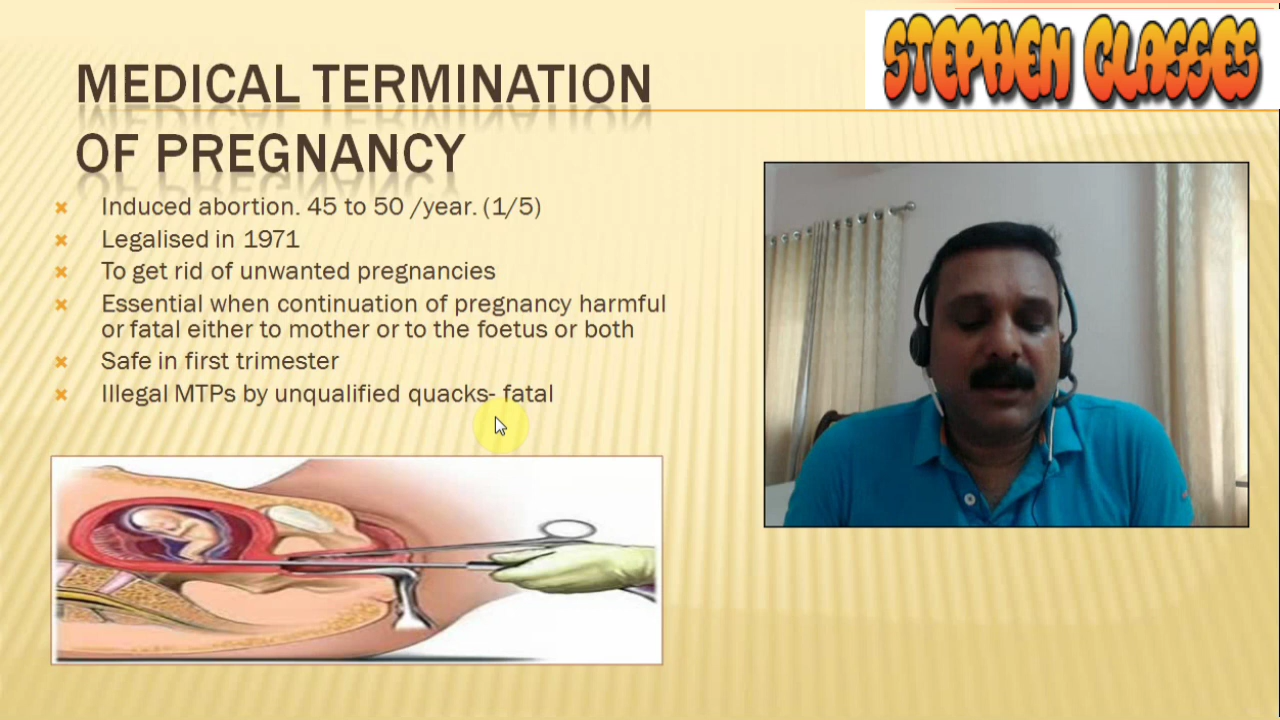 STEPHEN CLASSES
MEDICAL TERMINATION
OF PREGNANCY
Induced abortion. 45 to 50 /year. (1/5)
Legalised in 1971
To get rid of unwanted pregnancies
Essential when continuation of pregnancy harmful
or fatal either to mother or to the foetus or both
Safe in first trimester
Illegal MTPs by unqualified quacks- fatal